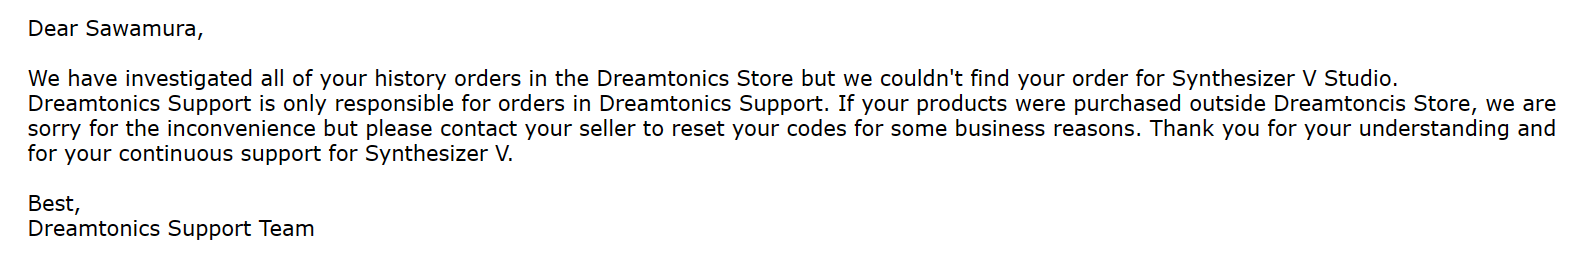 Dear Sawamura,
We have investigated all of your history orders in the Dreamtonics Store but we couldn't find your order for Synthesizer V Studio.
Dreamtonics Support is only responsible for orders in Dreamtonics Support. If your products were purchased outside Dreamtoncis Store, we are
sorry for the inconvenience but please contact your seller to reset your codes for some business reasons. Thank you for your understanding and
for your continuous support for Synthesizer V.
Best,
Dreamtonics Support Team